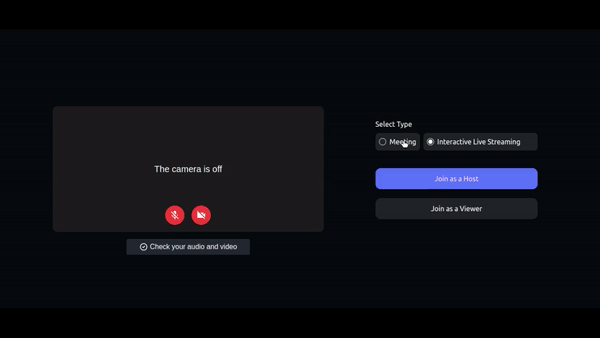 Select Type
Meeting
Interactive Live Streaming
The camera is off
Join as a Host
Join as a Viewer
Check your audio and video